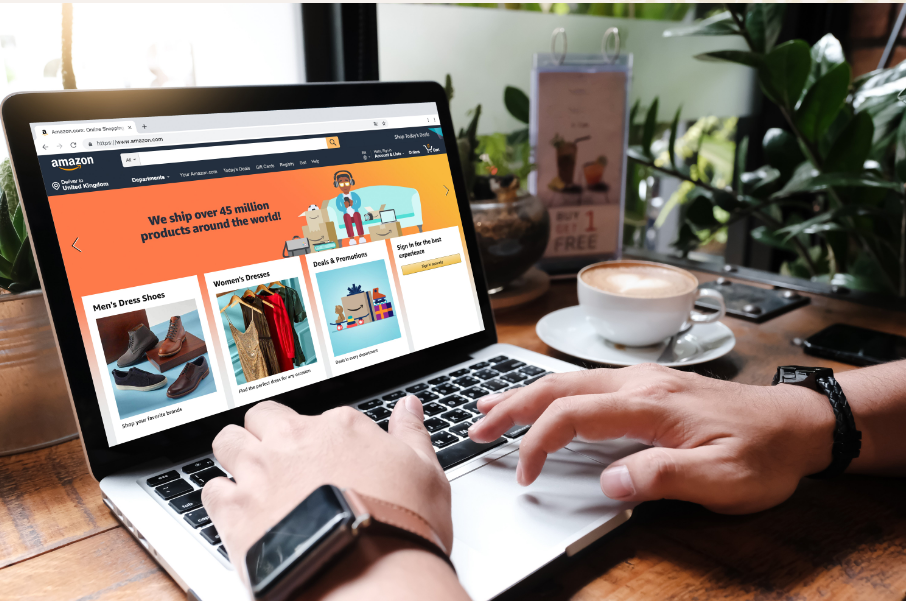 Amazon.com: Online Shopping
https://www.amazon.com
amazon
All
Shop Today's Deals
Deliver to
United Kingdom
Departments
Your Amazon.com
Today's Deals
Gift Cards
Registry
Sell
Help
Account & Lists
Orders
Cart
We ship over 45 million
products around the world!
Men's Dress Shoes
Shop your favorite brands
Women's Dresses
Find the perfect dress for any occasion
Deals & Promotions
Deals in every department
Sign in for the best
experience
Sign in securely
BUY 1
GET
FREE